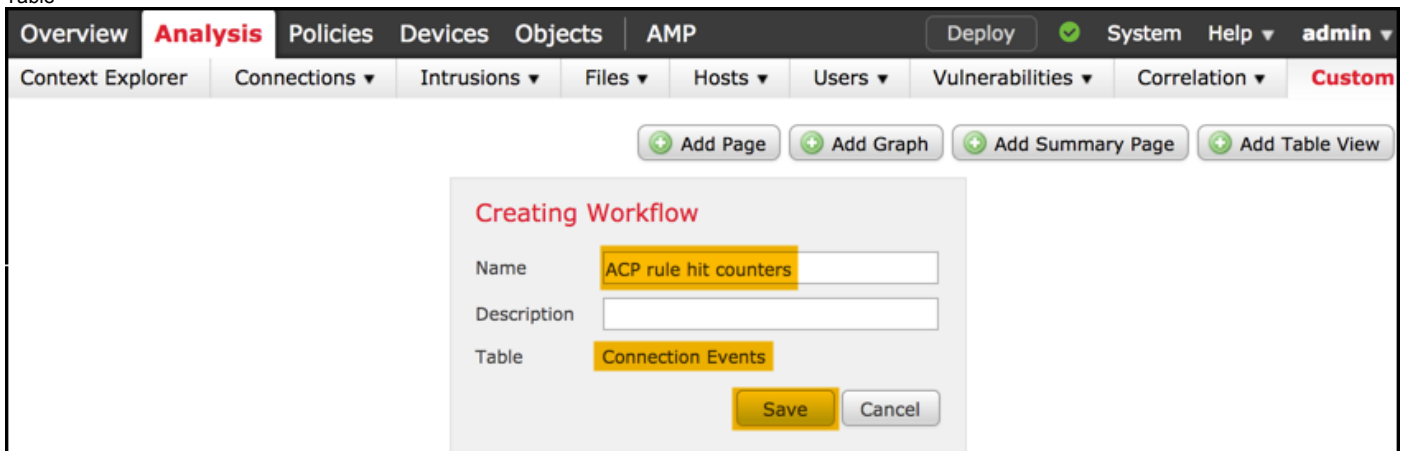 Table
Overview Analysis Policies Devices Objects AMP Deploy System Help ▾ admin ▾
Context Explorer Connections ▾ Intrusions ▾ Files ▾ Hosts ▾ Users ▾ Vulnerabilities ▾ Correlation ▾ Custom
Add Page Add Graph Add Summary Page Add Table View
Creating Workflow
Name ACP rule hit counters
Description
Table Connection Events
Save Cancel